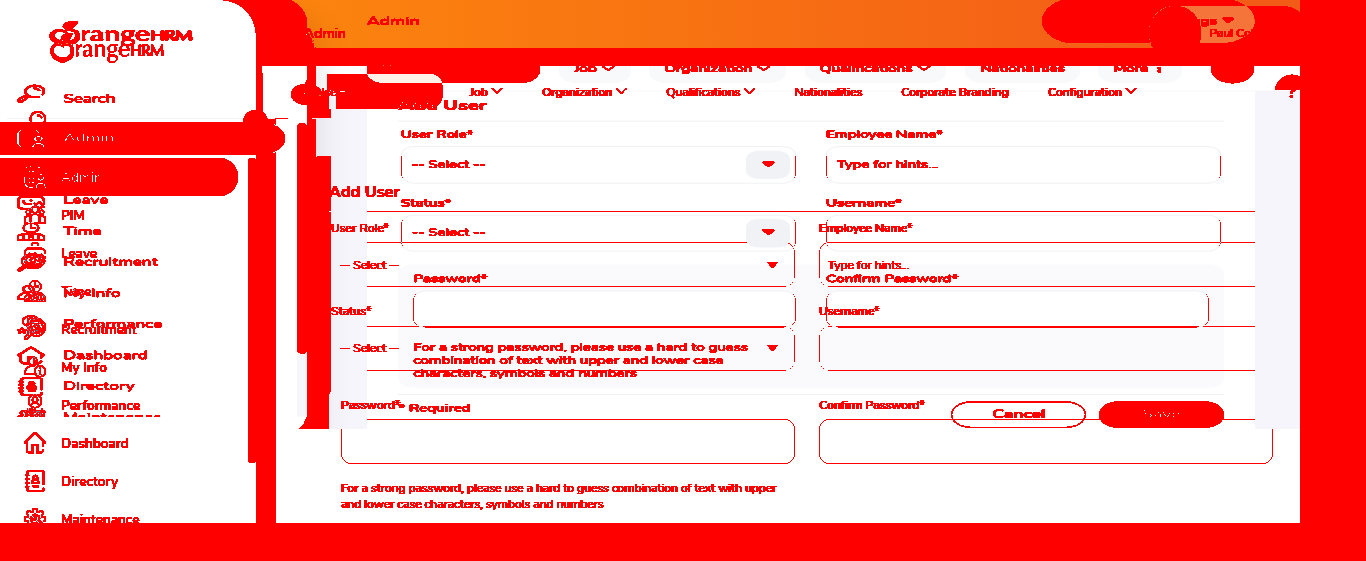 OrangeHRM
OrangeHRM
Admin
Admin
Paul
Search
Admin
Admin
Leave
PIM
Time
Leave
Recruitment
Time
My Info
Performance
Recruitment
Dashboard
My Info
Directory
Performance
Maintenance
Dashboard
Directory
Maintenance
Job Organization Qualifications Nationalities More
Job Organization Qualifications Nationalities Corporate Branding Configuration ?
Add User
User Role* Employee Name*
-- Select -- Type for hints...
Add User
Status* Username*
User Role* Employee Name*
-- Select --
-- Select -- Type for hints...
Password* Confirm Password*
Status* Username*
-- Select --
For a strong password, please use a hard to guess
combination of text with upper and lower case
characters, symbols and numbers
Password* Confirm Password*
* Required
Cancel Save
For a strong password, please use a hard to guess combination of text with upper
and lower case characters, symbols and numbers